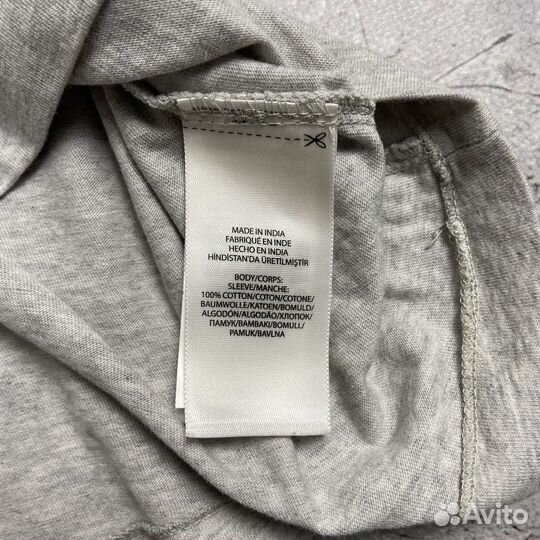 MADE IN INDIA
FABRIQUÉ EN INDE
HECHO EN INDIA
HİNDİSTAN'DA ÜRETİLMİŞTİR
BODY/CORPS:
SLEEVE/MANCHE:
100% COTTON/COTON/COTONE/
BAUMWOLLE/KATOEN/BOMULD/
ALGODÓN/ALGODÃO/ХЛОПОК/
ПАМУК/ΒΑΜΒΑΚΙ/BOMULL/
PAMUK/BAVLNA
Avito